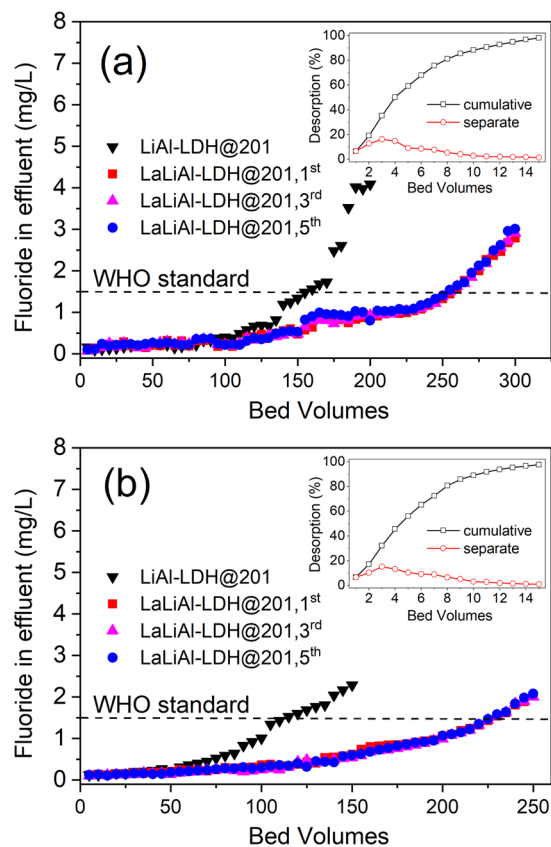 (a)
Fluoride in effluent (mg/L)
8
7
6
5
4
3
2
1
0
LiAl-LDH@201
LaLiAl-LDH@201,1st
LaLiAl-LDH@201,3rd
LaLiAl-LDH@201,5th
WHO standard
0 50 100 150 200 250 300
Bed Volumes
Desorption (%)
100
80
60
40
20
0
cumulative
separate
2 4 6 8 10 12 14
Bed Volumes
(b)
Fluoride in effluent (mg/L)
8
7
6
5
4
3
2
1
0
LiAl-LDH@201
LaLiAl-LDH@201,1st
LaLiAl-LDH@201,3rd
LaLiAl-LDH@201,5th
WHO standard
0 50 100 150 200 250
Bed Volumes
Desorption (%)
100
80
60
40
20
0
cumulative
separate
2 4 6 8 10 12 14
Bed Volumes